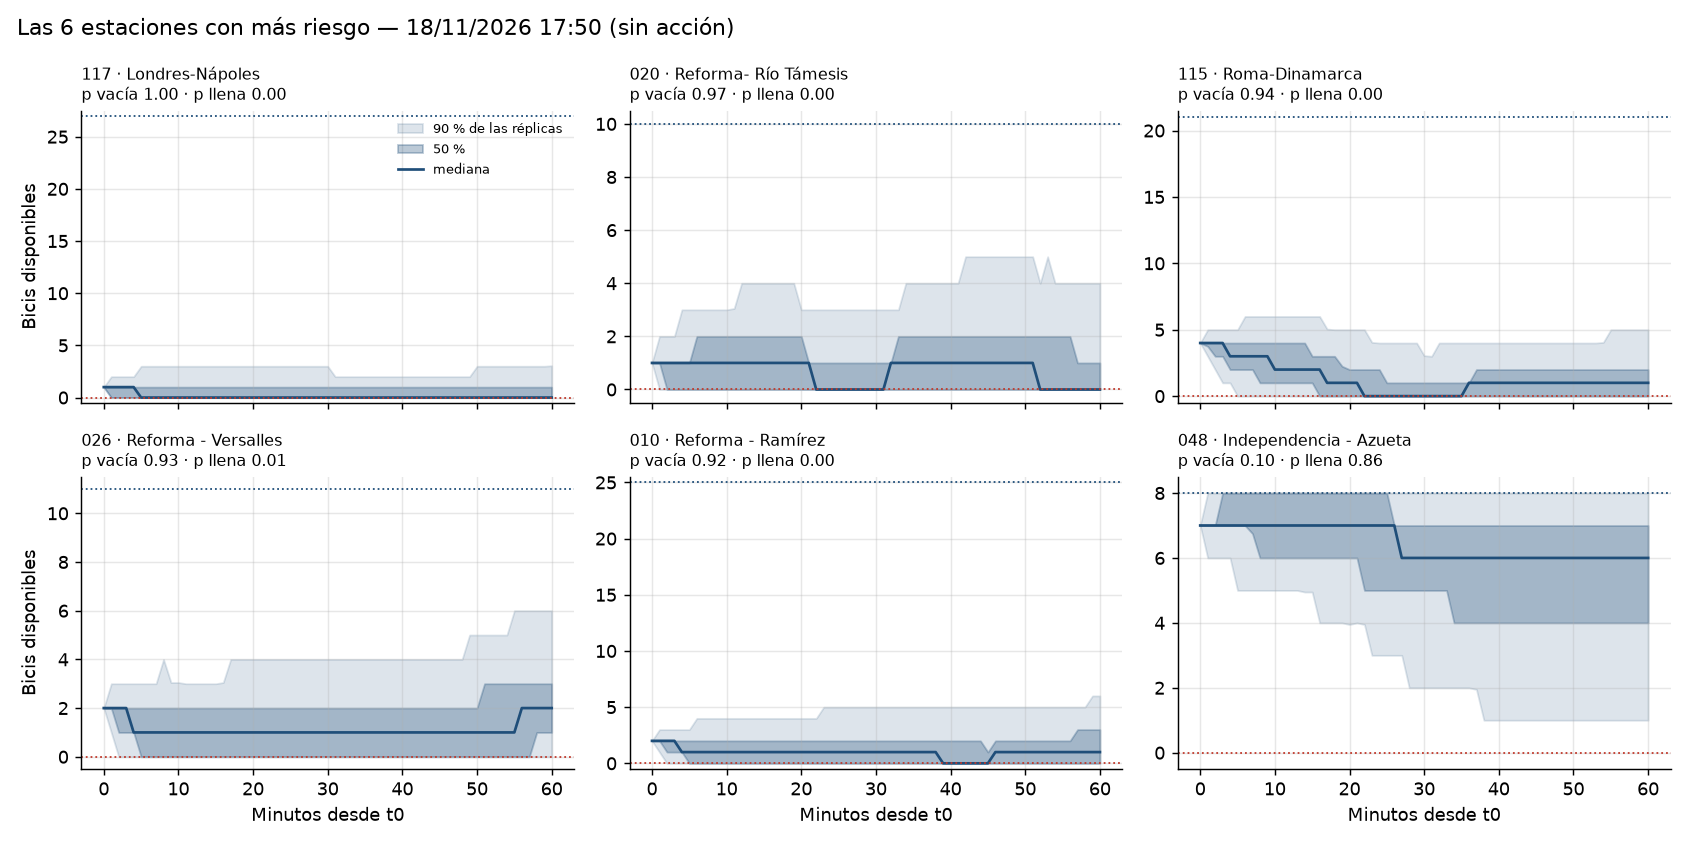 Las 6 estaciones con más riesgo — 18/11/2026 17:50 (sin acción)
117 · Londres-Nápoles
p vacía 1.00 · p llena 0.00
25
20
15
10
5
0
Bicis disponibles
90 % de las réplicas
50 %
mediana
020 · Reforma- Río Támesis
p vacía 0.97 · p llena 0.00
10
8
6
4
2
0
115 · Roma-Dinamarca
p vacía 0.94 · p llena 0.00
20
15
10
5
0
026 · Reforma - Versalles
p vacía 0.93 · p llena 0.01
10
8
6
4
2
0
Bicis disponibles
0 10 20 30 40 50 60
Minutos desde t0
010 · Reforma - Ramírez
p vacía 0.92 · p llena 0.00
25
20
15
10
5
0
0 10 20 30 40 50 60
Minutos desde t0
048 · Independencia - Azueta
p vacía 0.10 · p llena 0.86
8
6
4
2
0
0 10 20 30 40 50 60
Minutos desde t0